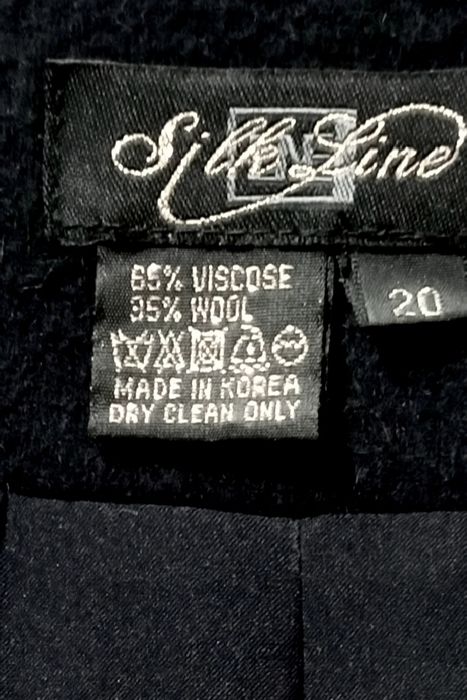 Silk Line
65% VISCOSE
35% WOOL
MADE IN KOREA
DRY CLEAN ONLY
20